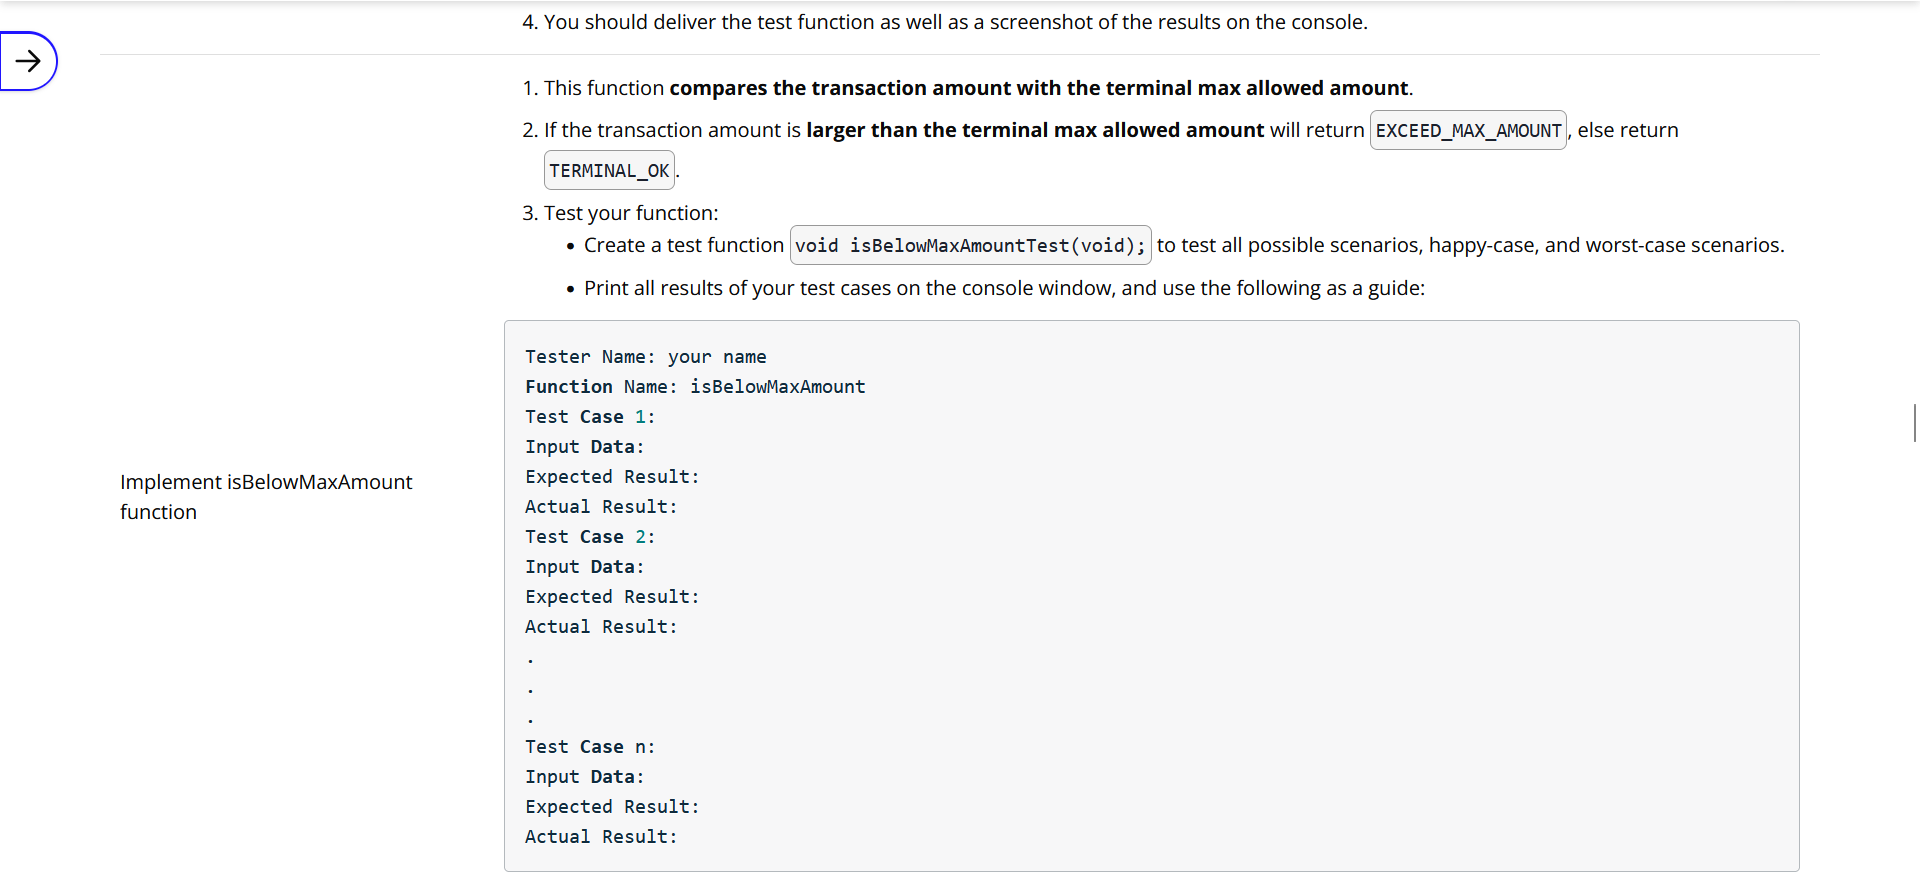 4. You should deliver the test function as well as a screenshot of the results on the console.
1. This function compares the transaction amount with the terminal max allowed amount.
2. If the transaction amount is larger than the terminal max allowed amount will return EXCEED_MAX_AMOUNT, else return
TERMINAL_OK.
3. Test your function:
• Create a test function void isBelowMaxAmountTest(void); to test all possible scenarios, happy-case, and worst-case scenarios.
• Print all results of your test cases on the console window, and use the following as a guide:
Implement isBelowMaxAmount
function
Tester Name: your name
Function Name: isBelowMaxAmount
Test Case 1:
Input Data:
Expected Result:
Actual Result:
Test Case 2:
Input Data:
Expected Result:
Actual Result:
.
.
.
Test Case n:
Input Data:
Expected Result:
Actual Result: